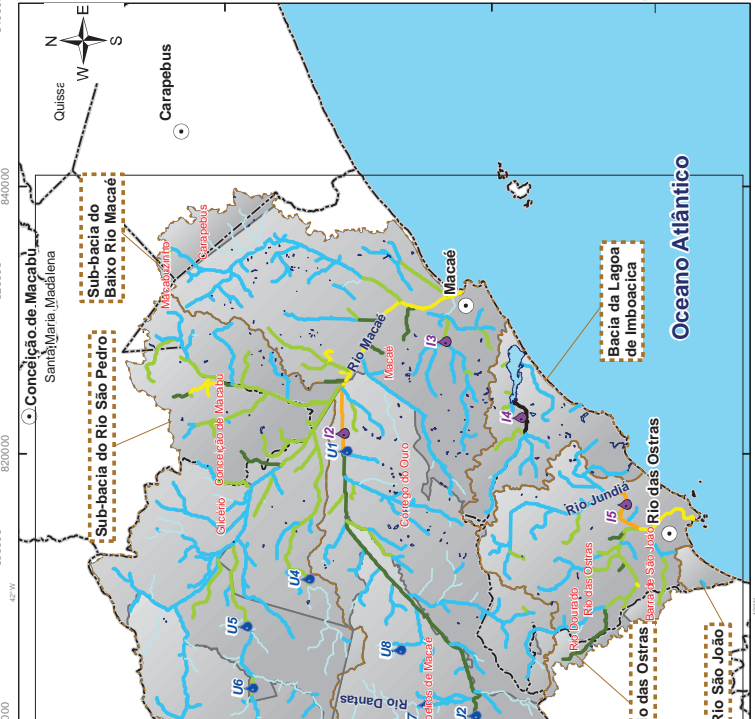 N
E
S
W
Quissa
Carapebus
840000
Conceição de Macabu
Santa Maria Madalena
Sub-bacia do
Baixo Rio Macaé
Macabuzinho
Carapebus
Sub-bacia do Rio São Pedro
Macaé
Rio Macaé
Macaé
I3
Oceano Atlântico
Bacia da Lagoa
de Imboacica
Conceição de Macabu
Glicério
I2
U1
I4
820000
Córrego do Ouro
Rio das Ostras
Rio Jundiá
I5
42° W
U4
U5
U8
U6
Rio Dourado
Rio das Ostras
Barra de São João
Rio Dantas
U2
o das Ostras
Rio São João